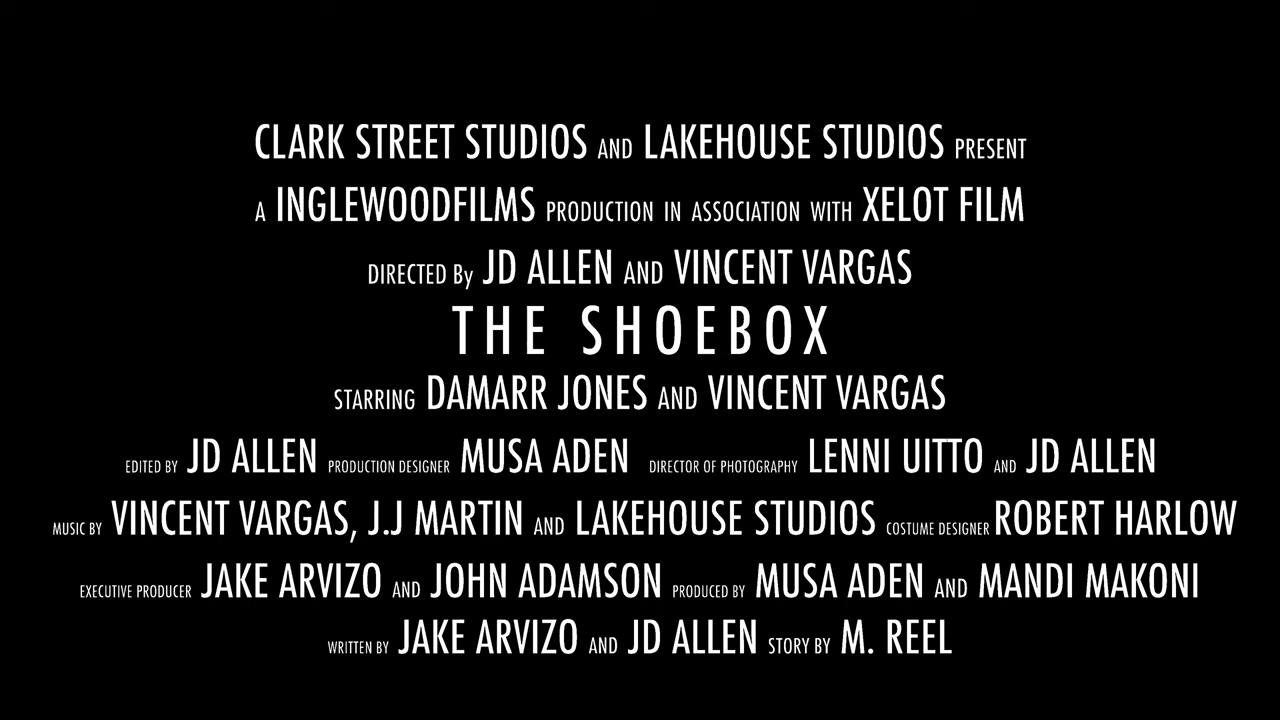 CLARK STREET STUDIOS AND LAKEHOUSE STUDIOS PRESENT
A INGLEWOODFILMS PRODUCTION IN ASSOCIATION WITH XELOT FILM
DIRECTED By JD ALLEN AND VINCENT VARGAS
THE SHOEBOX
STARRING DAMARR JONES AND VINCENT VARGAS
EDITED BY JD ALLEN PRODUCTION DESIGNER MUSA ADEN DIRECTOR OF PHOTOGRAPHY LENNI UITTO AND JD ALLEN
MUSIC BY VINCENT VARGAS, J.J MARTIN AND LAKEHOUSE STUDIOS COSTUME DESIGNER ROBERT HARLOW
EXECUTIVE PRODUCER JAKE ARVIZO AND JOHN ADAMSON PRODUCED BY MUSA ADEN AND MANDI MAKONI
WRITTEN BY JAKE ARVIZO AND JD ALLEN STORY BY M. REEL